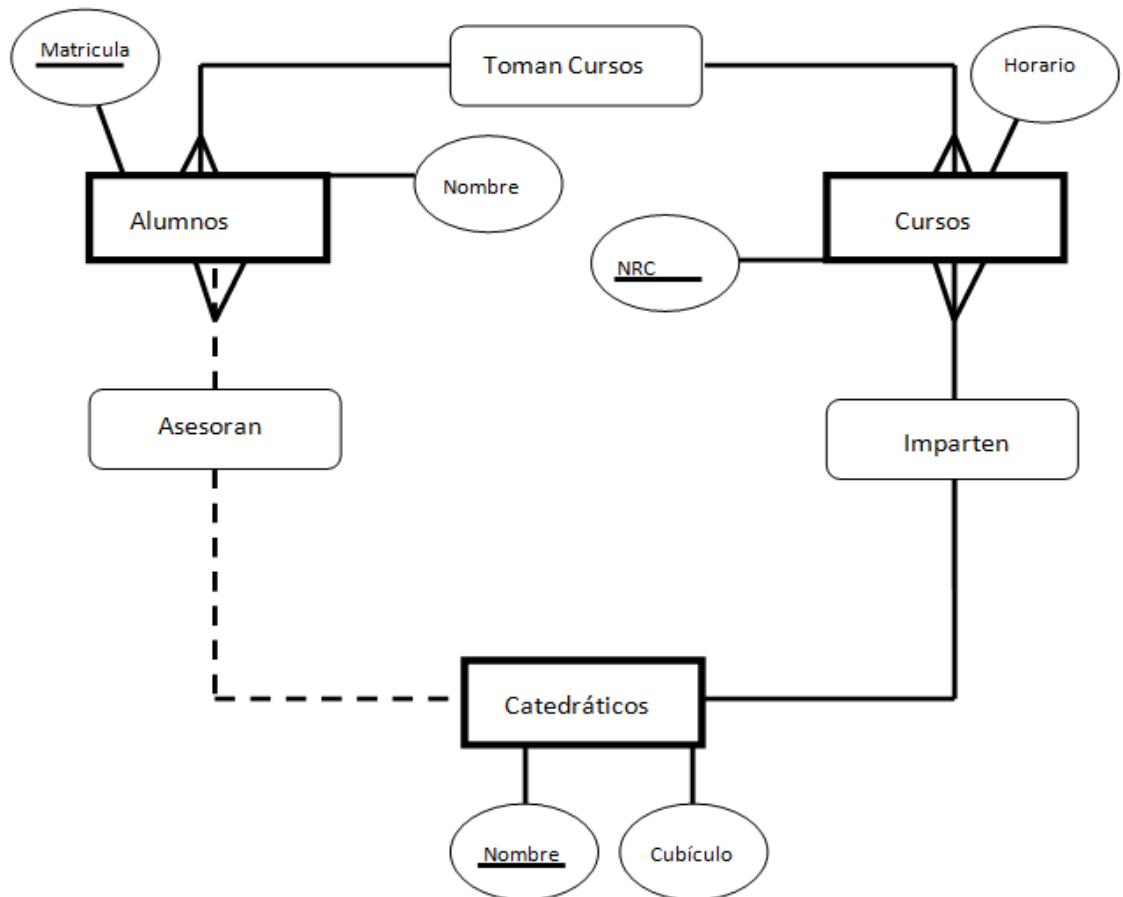 Matricula
Toman Cursos
Horario
Nombre
Alumnos
Cursos
NRC
Asesoran
Imparten
Catedráticos
Nombre
Cubículo